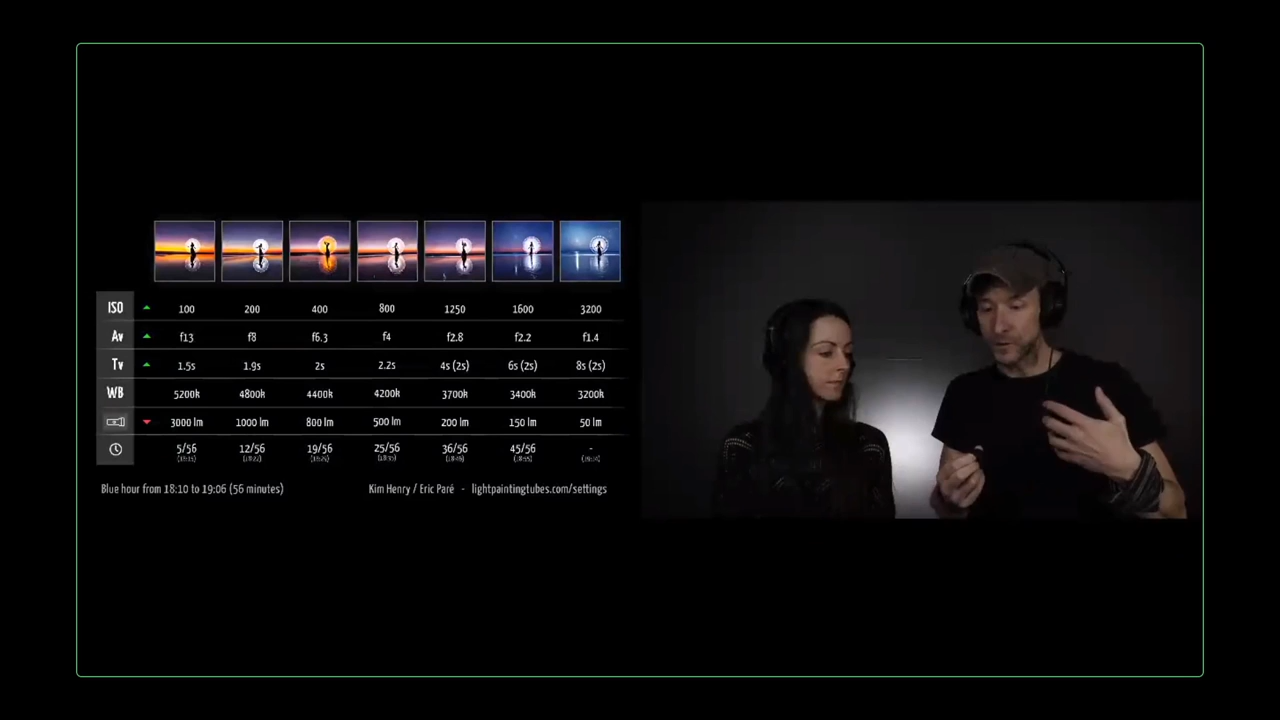 ISO 100 200 400 800 1250 1600 3200
Av f13 f8 f6.3 f4 f2.8 f2.2 f1.4
Tv 1.5s 1.9s 2s 2.2s 4s (2s) 6s (2s) 8s (2s)
WB 5200k 4800k 4400k 4200k 3700k 3400k 3200k
3000 lm 1000 lm 800 lm 500 lm 200 lm 150 lm 50 lm
5/56 12/56 19/56 25/56 36/56 45/56 -
Blue hour from 18:10 to 19:06 (56 minutes) Kim Henry / Eric Paré - lightpaintingtubes.com/settings